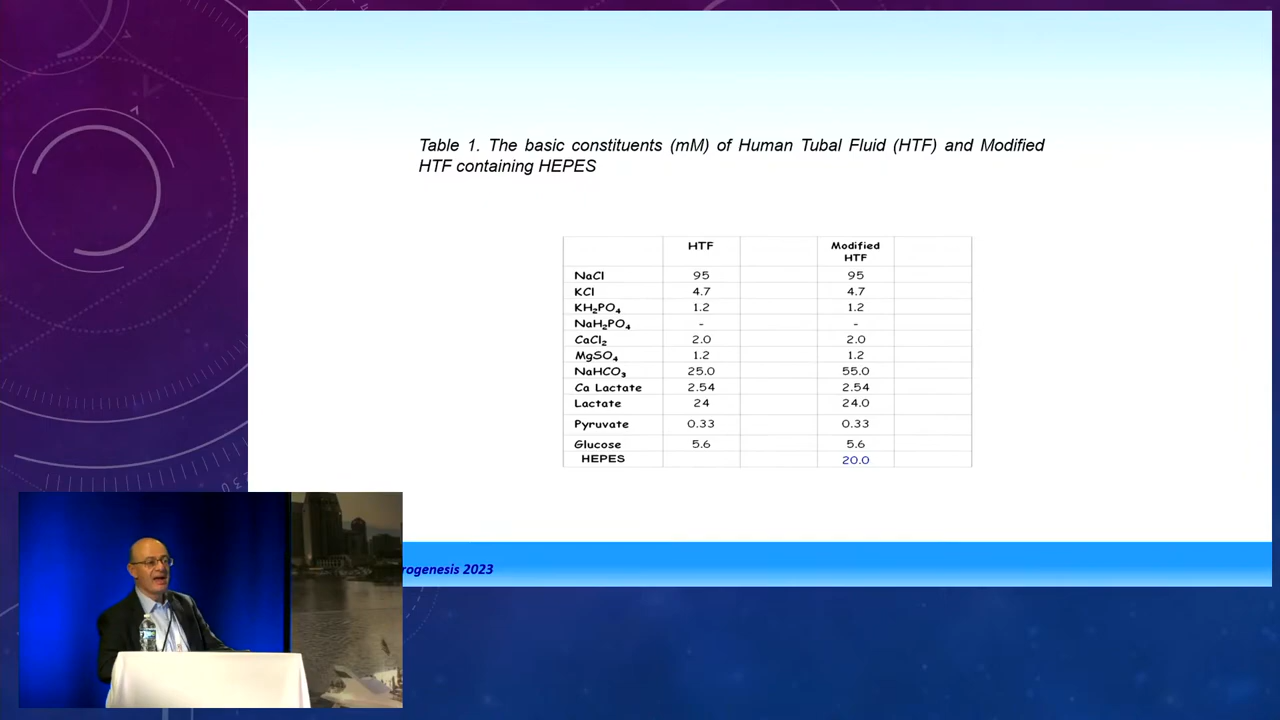 Table 1. The basic constituents (mM) of Human Tubal Fluid (HTF) and Modified
HTF containing HEPES
HTF Modified HTF
NaCl 95 95
KCl 4.7 4.7
KH₂PO₄ 1.2 1.2
NaH₂PO₄ - -
CaCl₂ 2.0 2.0
MgSO₄ 1.2 1.2
NaHCO₃ 25.0 55.0
Ca Lactate 2.54 2.54
Lactate 24 24.0
Pyruvate 0.33 0.33
Glucose 5.6 5.6
HEPES 20.0
rogenesis 2023